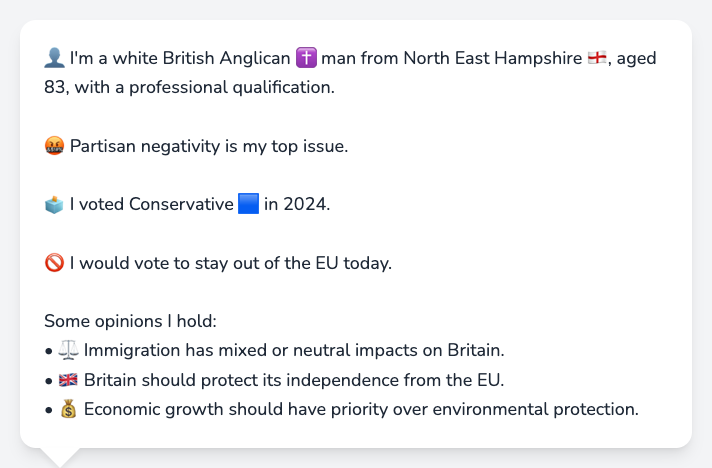 👤 I'm a white British Anglican ✝️ man from North East Hampshire 🏴󠁧󠁢󠁥󠁮󠁧󠁿, aged
83, with a professional qualification.
🤬 Partisan negativity is my top issue.
🗳️ I voted Conservative 🟦 in 2024.
🚫 I would vote to stay out of the EU today.
Some opinions I hold:
• ⚖️ Immigration has mixed or neutral impacts on Britain.
• 🇬🇧 Britain should protect its independence from the EU.
• 💰 Economic growth should have priority over environmental protection.